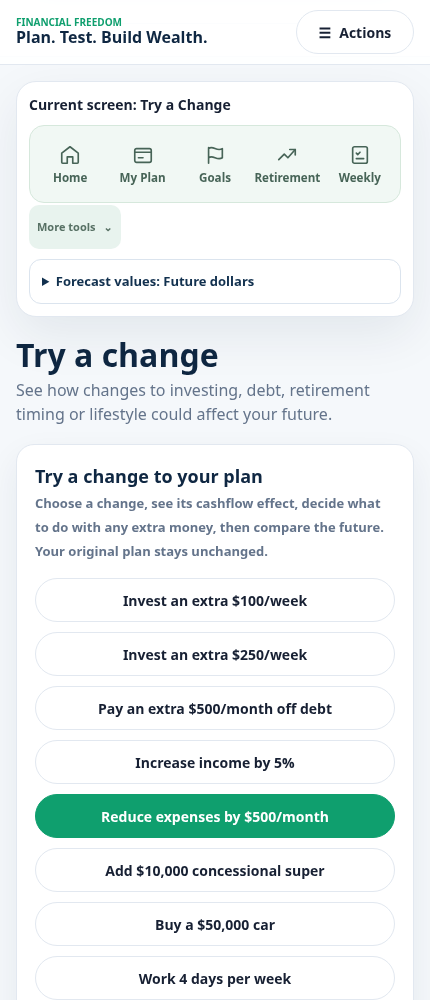 FINANCIAL FREEDOM
Plan. Test. Build Wealth.
☰ Actions
Current screen: Try a Change
Home
My Plan
Goals
Retirement
Weekly
More tools ⌄
▶ Forecast values: Future dollars
Try a change
See how changes to investing, debt, retirement
timing or lifestyle could affect your future.
Try a change to your plan
Choose a change, see its cashflow effect, decide what
to do with any extra money, then compare the future.
Your original plan stays unchanged.
Invest an extra $100/week
Invest an extra $250/week
Pay an extra $500/month off debt
Increase income by 5%
Reduce expenses by $500/month
Add $10,000 concessional super
Buy a $50,000 car
Work 4 days per week